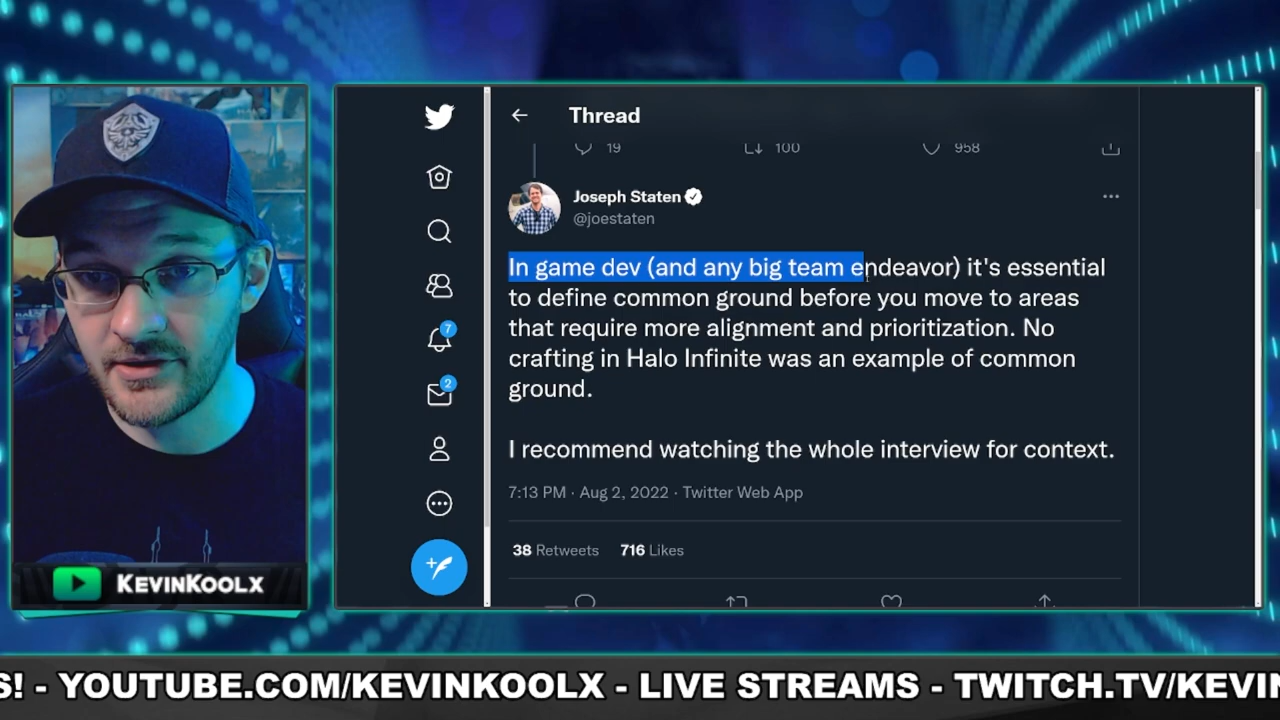 Thread
19 100 958
Joseph Staten
@joestaten
In game dev (and any big team endeavor) it's essential
to define common ground before you move to areas
that require more alignment and prioritization. No
crafting in Halo Infinite was an example of common
ground.
I recommend watching the whole interview for context.
7:13 PM · Aug 2, 2022 · Twitter Web App
38 Retweets 716 Likes
7
2
KEVINKOOLX
S! - YOUTUBE.COM/KEVINKOOLX - LIVE STREAMS - TWITCH.TV/KEVIN